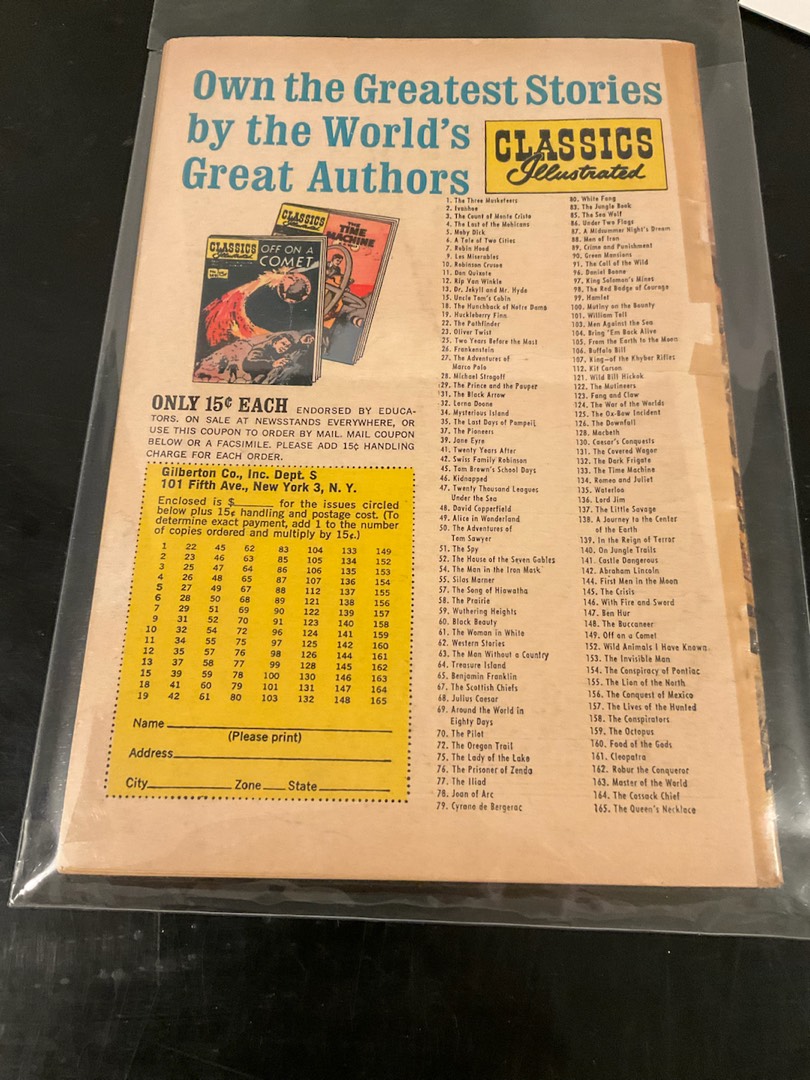 Own the Greatest Stories
by the World's
Great Authors
CLASSICS
Illustrated
CLASSICS
Illustrated
THE
TIME
MACHINE
CLASSICS
Illustrated
OFF ON A
COMET
ONLY 15¢ EACH ENDORSED BY EDUCA-
TORS. ON SALE AT NEWSSTANDS EVERYWHERE, OR
USE THIS COUPON TO ORDER BY MAIL. MAIL COUPON
BELOW OR A FACSIMILE. PLEASE ADD 15¢ HANDLING
CHARGE FOR EACH ORDER.
Gilberton Co., Inc. Dept. S
101 Fifth Ave., New York 3, N. Y.
Enclosed is $______ for the issues circled
below plus 15¢ handling and postage cost. (To
determine exact payment, add 1 to the number
of copies ordered and multiply by 15¢.)
1 22 45 62 83 104 133 149
2 23 46 63 85 105 134 152
3 25 47 64 86 106 135 153
4 26 48 65 87 107 136 154
5 27 49 67 88 112 137 155
6 28 50 68 89 121 138 156
7 29 51 69 90 122 139 157
9 31 52 70 91 123 140 158
10 32 54 72 96 124 141 159
11 34 55 75 97 125 142 160
12 35 57 76 98 126 144 161
13 37 58 77 99 128 145 162
15 39 59 78 100 130 146 163
18 41 60 79 101 131 147 164
19 42 61 80 103 132 148 165
Name
(Please print)
Address
City Zone State
1. The Three Musketeers
2. Ivanhoe
3. The Count of Monte Cristo
4. The Last of the Mohicans
5. Moby Dick
6. A Tale of Two Cities
7. Robin Hood
9. Les Miserables
10. Robinson Crusoe
11. Don Quixote
12. Rip Van Winkle
13. Dr. Jekyll and Mr. Hyde
15. Uncle Tom's Cabin
18. The Hunchback of Notre Dame
19. Huckleberry Finn
22. The Pathfinder
23. Oliver Twist
25. Two Years Before the Mast
26. Frankenstein
27. The Adventures of
Marco Polo
28. Michael Strogoff
29. The Prince and the Pauper
31. The Black Arrow
32. Lorna Doone
34. Mysterious Island
35. The Last Days of Pompeii
37. The Pioneers
39. Jane Eyre
41. Twenty Years After
42. Swiss Family Robinson
45. Tom Brown's School Days
46. Kidnapped
47. Twenty Thousand Leagues
Under the Sea
48. David Copperfield
49. Alice in Wonderland
50. The Adventures of
Tom Sawyer
51. The Spy
52. The House of the Seven Gables
54. The Man in the Iron Mask
55. Silas Marner
57. The Song of Hiawatha
58. The Prairie
59. Wuthering Heights
60. Black Beauty
61. The Woman in White
62. Western Stories
63. The Man Without a Country
64. Treasure Island
65. Benjamin Franklin
67. The Scottish Chiefs
68. Julius Caesar
69. Around the World in
Eighty Days
70. The Pilot
72. The Oregon Trail
75. The Lady of the Lake
76. The Prisoner of Zenda
77. The Iliad
78. Joan of Arc
79. Cyrano de Bergerac
80. White Fang
83. The Jungle Book
85. The Sea Wolf
86. Under Two Flags
87. A Midsummer Night's Dream
88. Men of Iron
89. Crime and Punishment
90. Green Mansions
91. The Call of the Wild
96. Daniel Boone
97. King Solomon's Mines
98. The Red Badge of Courage
99. Hamlet
100. Mutiny on the Bounty
101. William Tell
103. Men Against the Sea
104. Bring 'Em Back Alive
105. From the Earth to the Moon
106. Buffalo Bill
107. King—of the Khyber Rifles
112. Kit Carson
121. Wild Bill Hickok
122. The Mutineers
123. Fang and Claw
124. The War of the Worlds
125. The Ox-Bow Incident
126. The Downfall
128. Macbeth
130. Caesar's Conquests
131. The Covered Wagon
132. The Dark Frigate
133. The Time Machine
134. Romeo and Juliet
135. Waterloo
136. Lord Jim
137. The Little Savage
138. A Journey to the Center
of the Earth
139. In the Reign of Terror
140. On Jungle Trails
141. Castle Dangerous
142. Abraham Lincoln
144. First Men in the Moon
145. The Crisis
146. With Fire and Sword
147. Ben Hur
148. The Buccaneer
149. Off on a Comet
152. Wild Animals I Have Known
153. The Invisible Man
154. The Conspiracy of Pontiac
155. The Lion of the North
156. The Conquest of Mexico
157. The Lives of the Hunted
158. The Conspirators
159. The Octopus
160. Food of the Gods
161. Cleopatra
162. Robur the Conqueror
163. Master of the World
164. The Cossack Chief
165. The Queen's Necklace